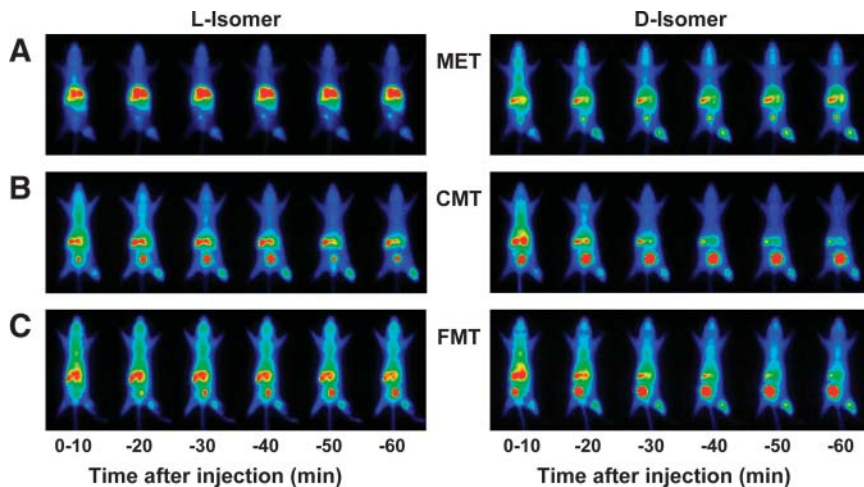 L-Isomer D-Isomer
A MET
B CMT
C FMT
0-10 -20 -30 -40 -50 -60 0-10 -20 -30 -40 -50 -60
Time after injection (min) Time after injection (min)